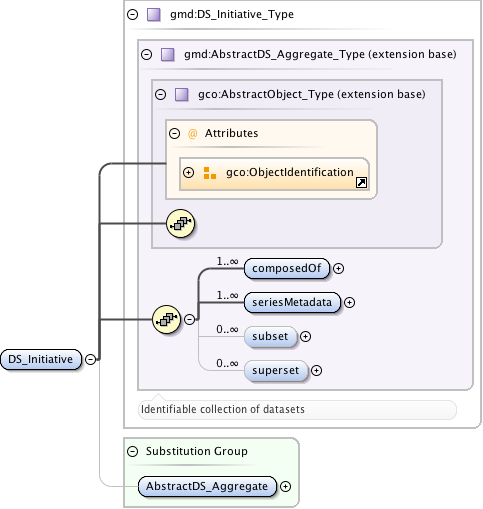 gmd:DS_Initiative_Type
gmd:AbstractDS_Aggregate_Type (extension base)
gco:AbstractObject_Type (extension base)
@ Attributes
gco:ObjectIdentification
1..∞
composedOf
1..∞
seriesMetadata
0..∞
subset
0..∞
superset
DS_Initiative
Identifiable collection of datasets
Substitution Group
AbstractDS_Aggregate